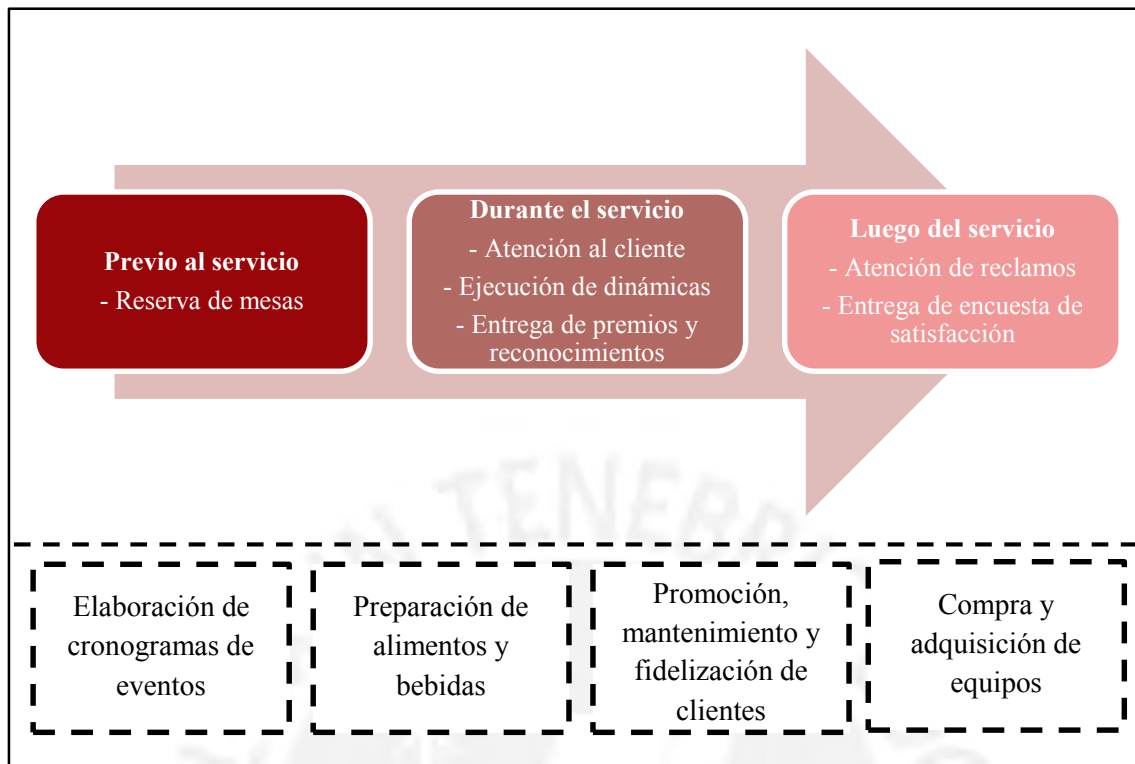 Previo al servicio
- Reserva de mesas
Durante el servicio
- Atención al cliente
- Ejecución de dinámicas
- Entrega de premios y
reconocimientos
Luego del servicio
- Atención de reclamos
- Entrega de encuesta de
satisfacción
TENEBR
Elaboración de
cronogramas de
eventos
Preparación de
alimentos y
bebidas
Promoción,
mantenimiento y
fidelización de
clientes
Compra y
adquisición de
equipos